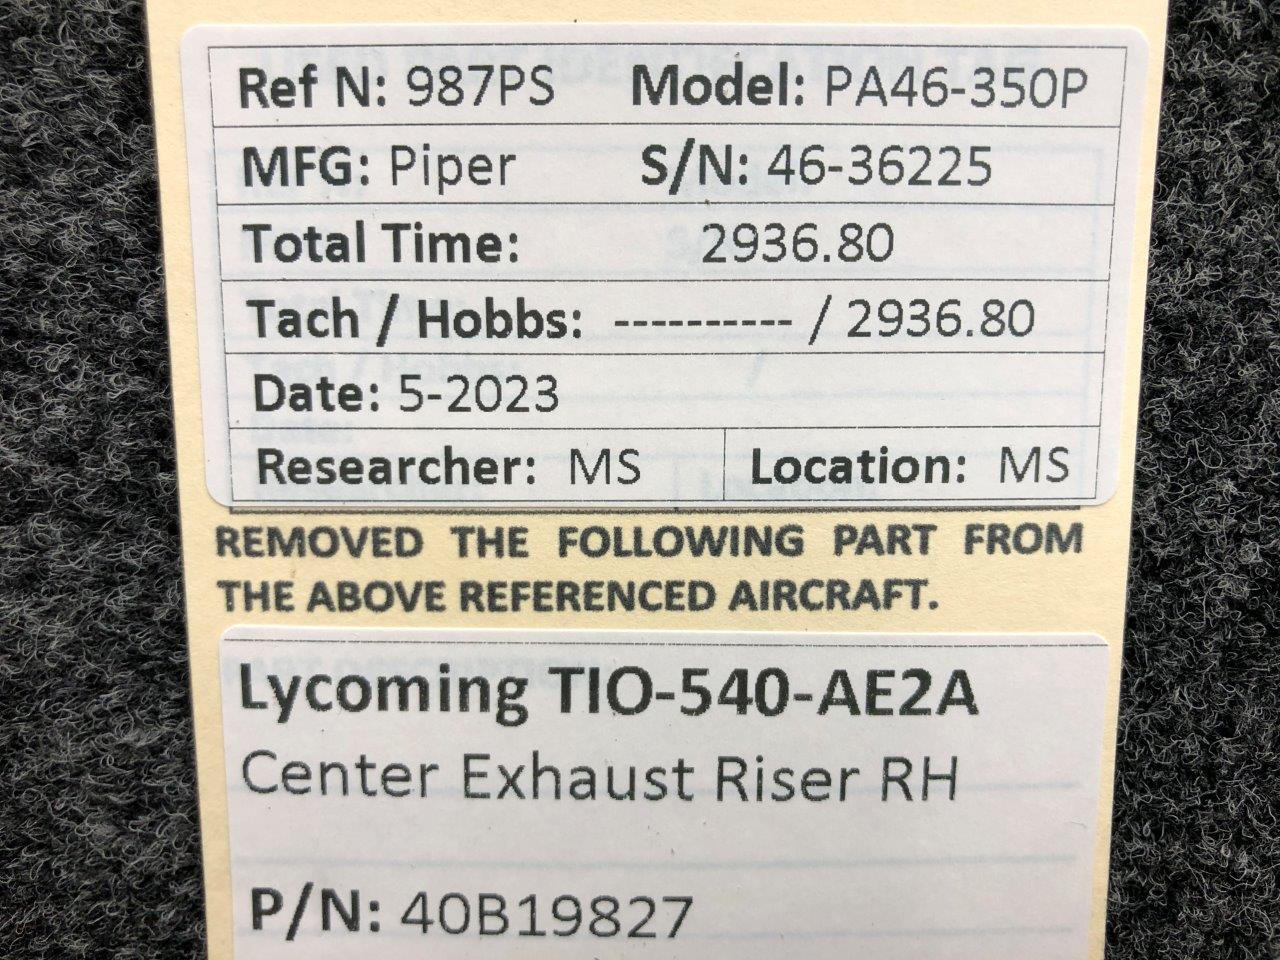 Ref N: 987PS Model: PA46-350P
MFG: Piper S/N: 46-36225
Total Time: 2936.80
Tach / Hobbs: ---------- / 2936.80
Date: 5-2023
Researcher: MS Location: MS
REMOVED THE FOLLOWING PART FROM
THE ABOVE REFERENCED AIRCRAFT.
Lycoming TIO-540-AE2A
Center Exhaust Riser RH
P/N: 40B19827